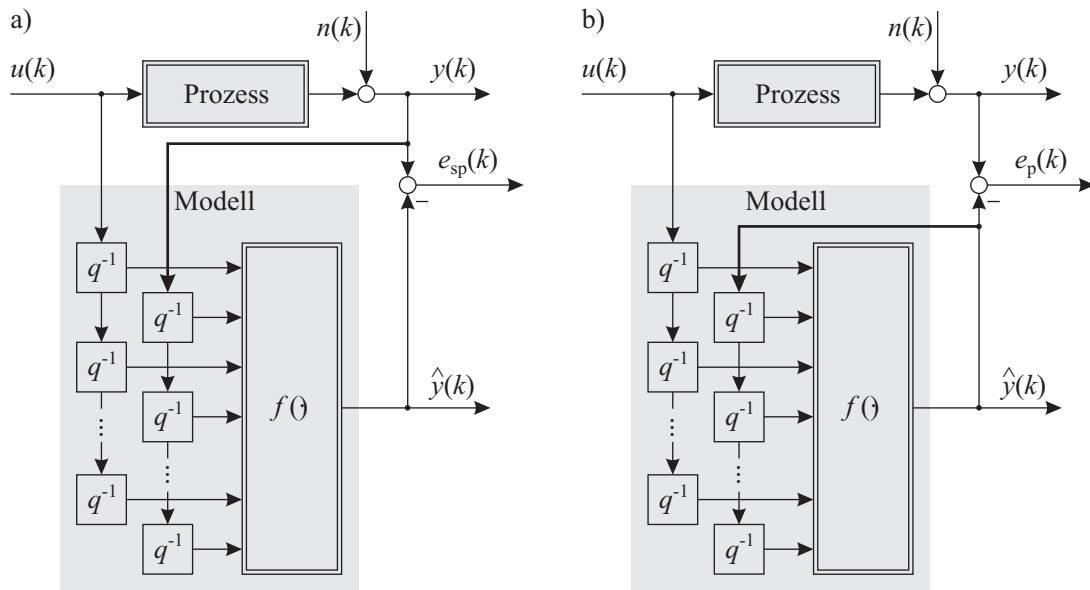 a)
n(k)
u(k)
Prozess
y(k)
e_sp(k)
Modell
–
q⁻¹
q⁻¹
q⁻¹
q⁻¹
f(·)
ŷ(k)
q⁻¹
q⁻¹
b)
n(k)
u(k)
Prozess
y(k)
e_p(k)
Modell
–
q⁻¹
q⁻¹
q⁻¹
q⁻¹
f(·)
ŷ(k)
q⁻¹
q⁻¹